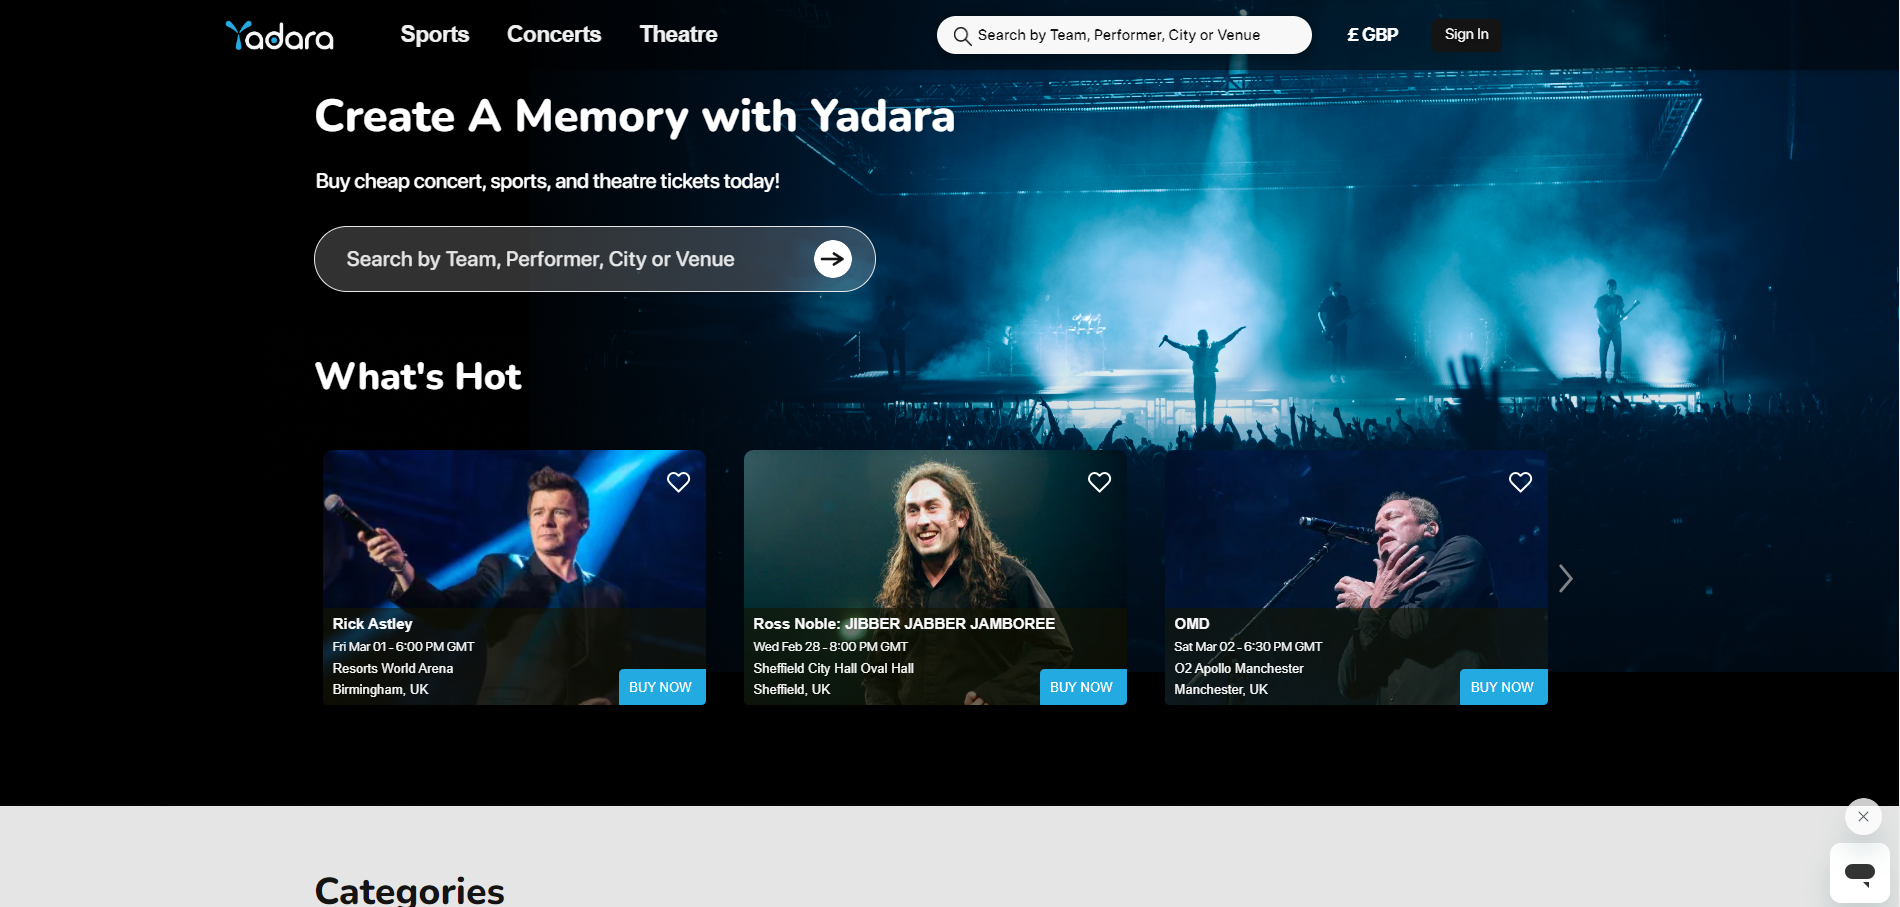 Yadara
Sports
Concerts
Theatre
Search by Team, Performer, City or Venue
£ GBP
Sign In
Create A Memory with Yadara
Buy cheap concert, sports, and theatre tickets today!
Search by Team, Performer, City or Venue
What's Hot
Rick Astley
Fri Mar 01 - 6:00 PM GMT
Resorts World Arena
Birmingham, UK
BUY NOW
Ross Noble: JIBBER JABBER JAMBOREE
Wed Feb 28 - 8:00 PM GMT
Sheffield City Hall Oval Hall
Sheffield, UK
BUY NOW
OMD
Sat Mar 02 - 6:30 PM GMT
O2 Apollo Manchester
Manchester, UK
BUY NOW
Categories